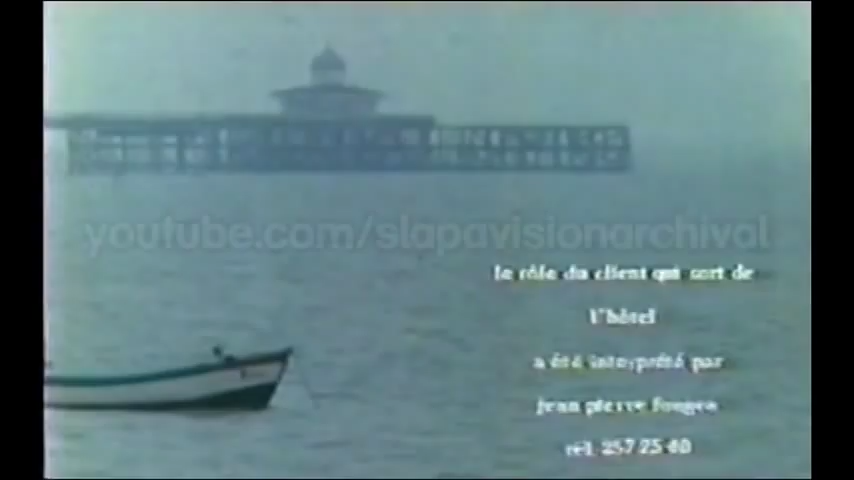 youtube.com/slapavisionarchival
le rôle du client qui sort de
l'hôtel
a été interprété par
jean pierre fouges
tél. 257 25 40